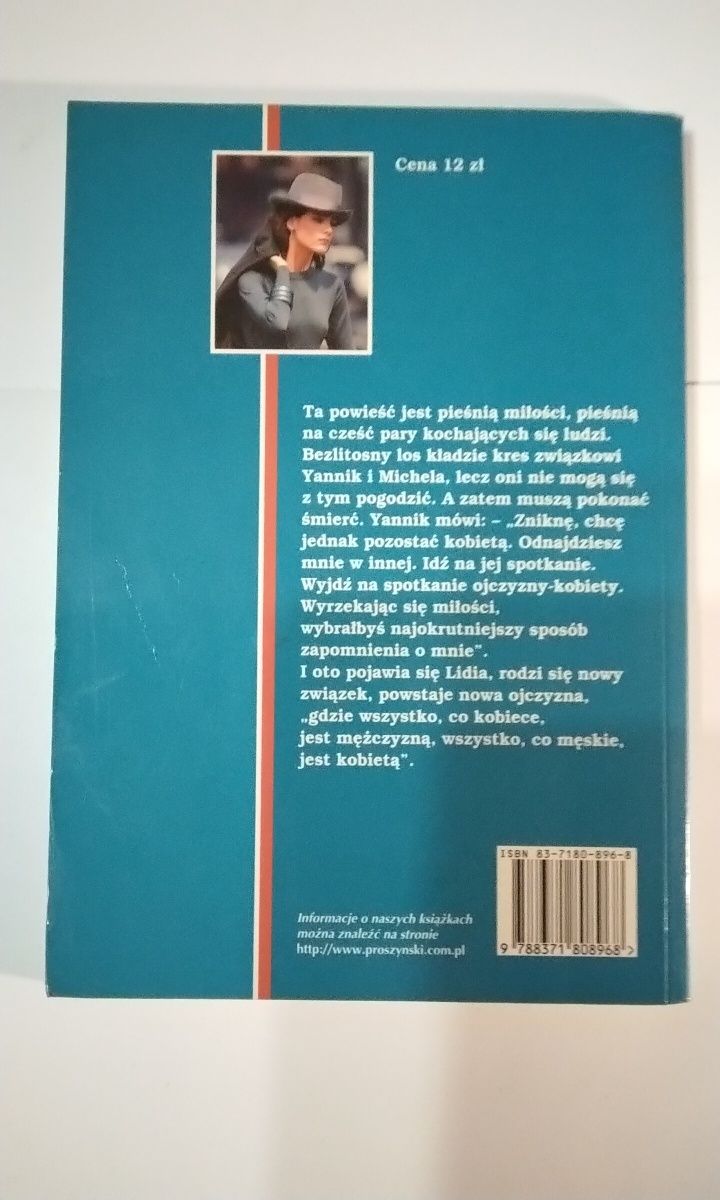 Cena 12 zł
Ta powieść jest pieśnią miłości, pieśnią
na cześć pary kochających się ludzi.
Bezlitosny los kładzie kres związkowi
Yannik i Michela, lecz oni nie mogą się
z tym pogodzić. A zatem muszą pokonać
śmierć. Yannik mówi: – „Zniknę, chcę
jednak pozostać kobietą. Odnajdziesz
mnie w innej. Idź na jej spotkanie.
Wyjdź na spotkanie ojczyzny-kobiety.
Wyrzekając się miłości,
wybrałbyś najokrutniejszy sposób
zapomnienia o mnie”.
I oto pojawia się Lidia, rodzi się nowy
związek, powstaje nowa ojczyzna,
„gdzie wszystko, co kobiece,
jest mężczyzną, wszystko, co męskie,
jest kobietą”.
ISBN 83-7180-896-8
9 788371 808968 >
Informacje o naszych książkach
można znaleźć na stronie
http://www.proszynski.com.pl